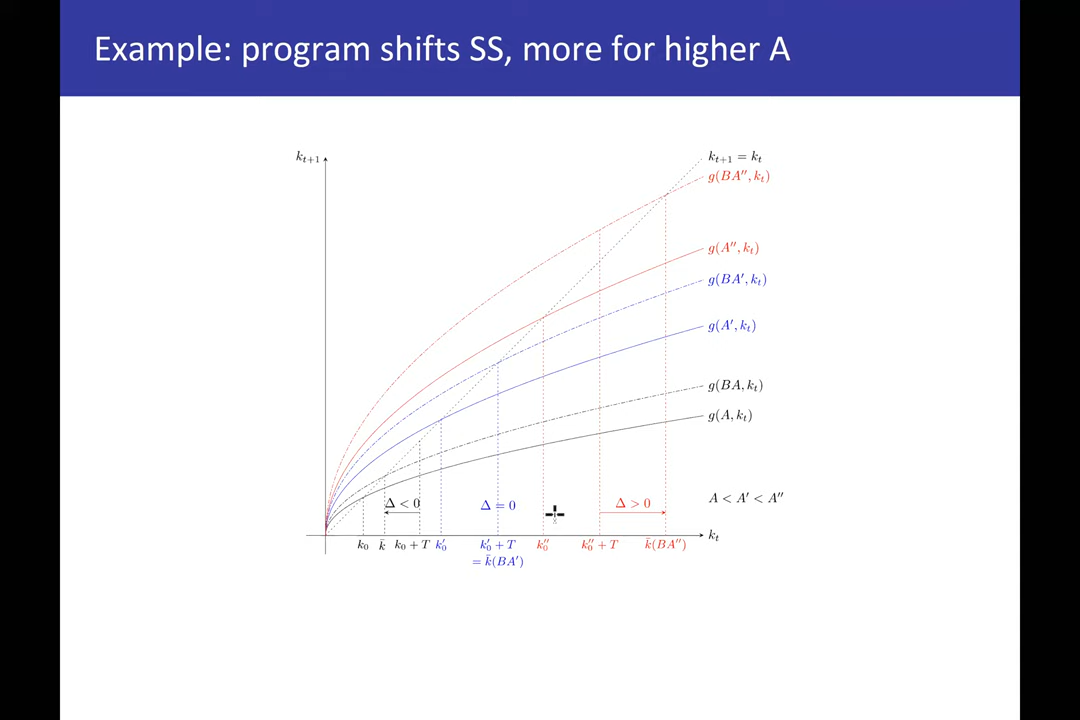 Example: program shifts SS, more for higher A
k_{t+1}
k_{t+1} = k_t
g(BA'', k_t)
g(A'', k_t)
g(BA', k_t)
g(A', k_t)
g(BA, k_t)
g(A, k_t)
Δ < 0
Δ = 0
Δ > 0
A < A' < A''
k_0
k̄
k_0 + T
k'_0
k'_0 + T
= k̄(BA')
k''_0
k''_0 + T
k̄(BA'')
k_t